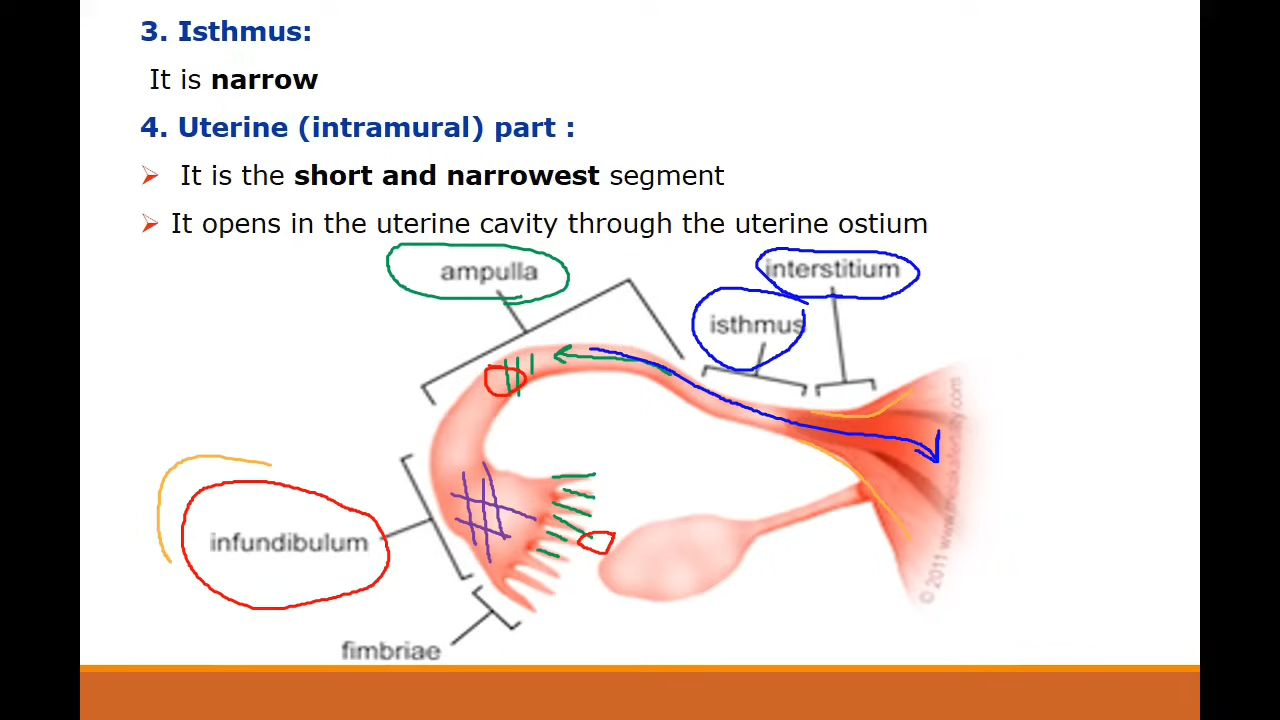 3. Isthmus:
It is narrow
4. Uterine (intramural) part :
➢ It is the short and narrowest segment
➢ It opens in the uterine cavity through the uterine ostium
ampulla
interstitium
isthmus
infundibulum
fimbriae